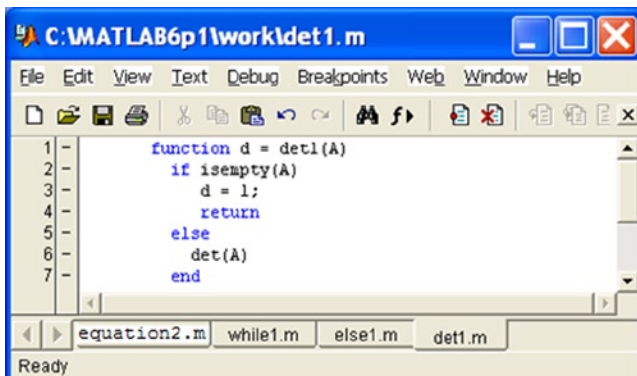 C:\MATLAB6p1\work\det1.m
File Edit View Text Debug Breakpoints Web Window Help
1 - function d = det1(A)
2 - if isempty(A)
3 - d = 1;
4 - return
5 - else
6 - det(A)
7 - end
equation2.m while1.m else1.m det1.m
Ready